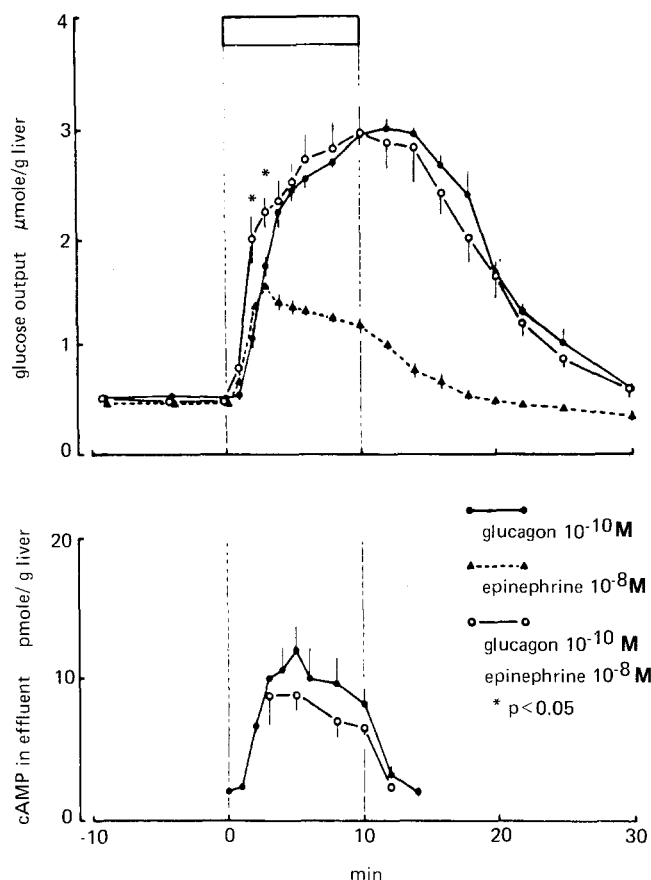 4
3
2
1
0
glucose output μmole/g liver
*
*
20
10
0
cAMP in effluent pmole/g liver
glucagon 10⁻¹⁰ M
epinephrine 10⁻⁸ M
glucagon 10⁻¹⁰ M
epinephrine 10⁻⁸ M
* p<0.05
-10
0
10
20
30
min